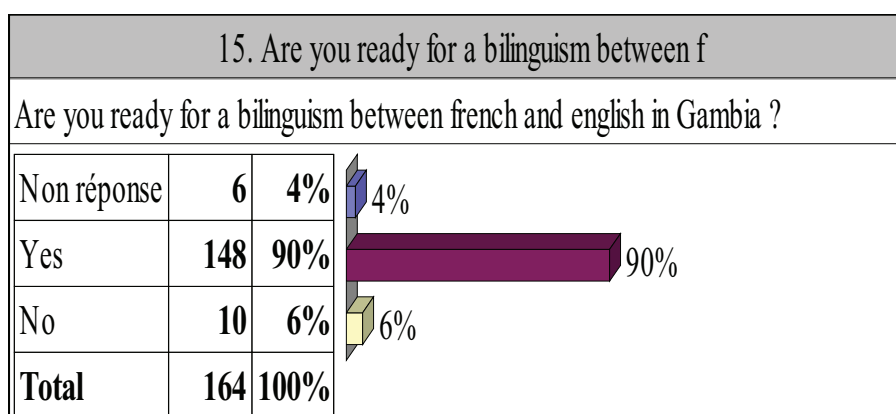 15. Are you ready for a bilinguism between f
Are you ready for a bilinguism between french and english in Gambia ?
Non réponse 6 4% 4%
Yes 148 90% 90%
No 10 6% 6%
Total 164 100%